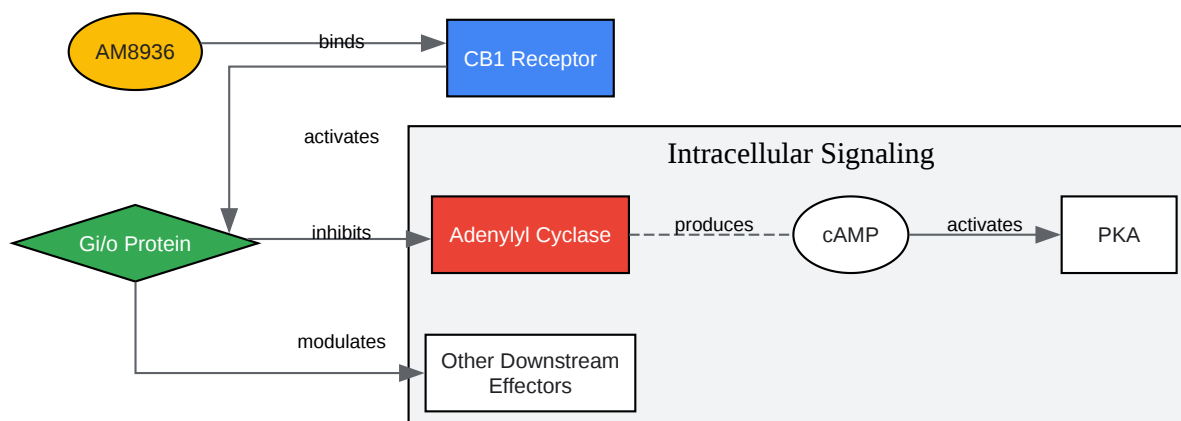 AM8936
binds
CB1 Receptor
activates
Intracellular Signaling
Gi/o Protein
inhibits
Adenylyl Cyclase
produces
cAMP
activates
PKA
modulates
Other Downstream
Effectors